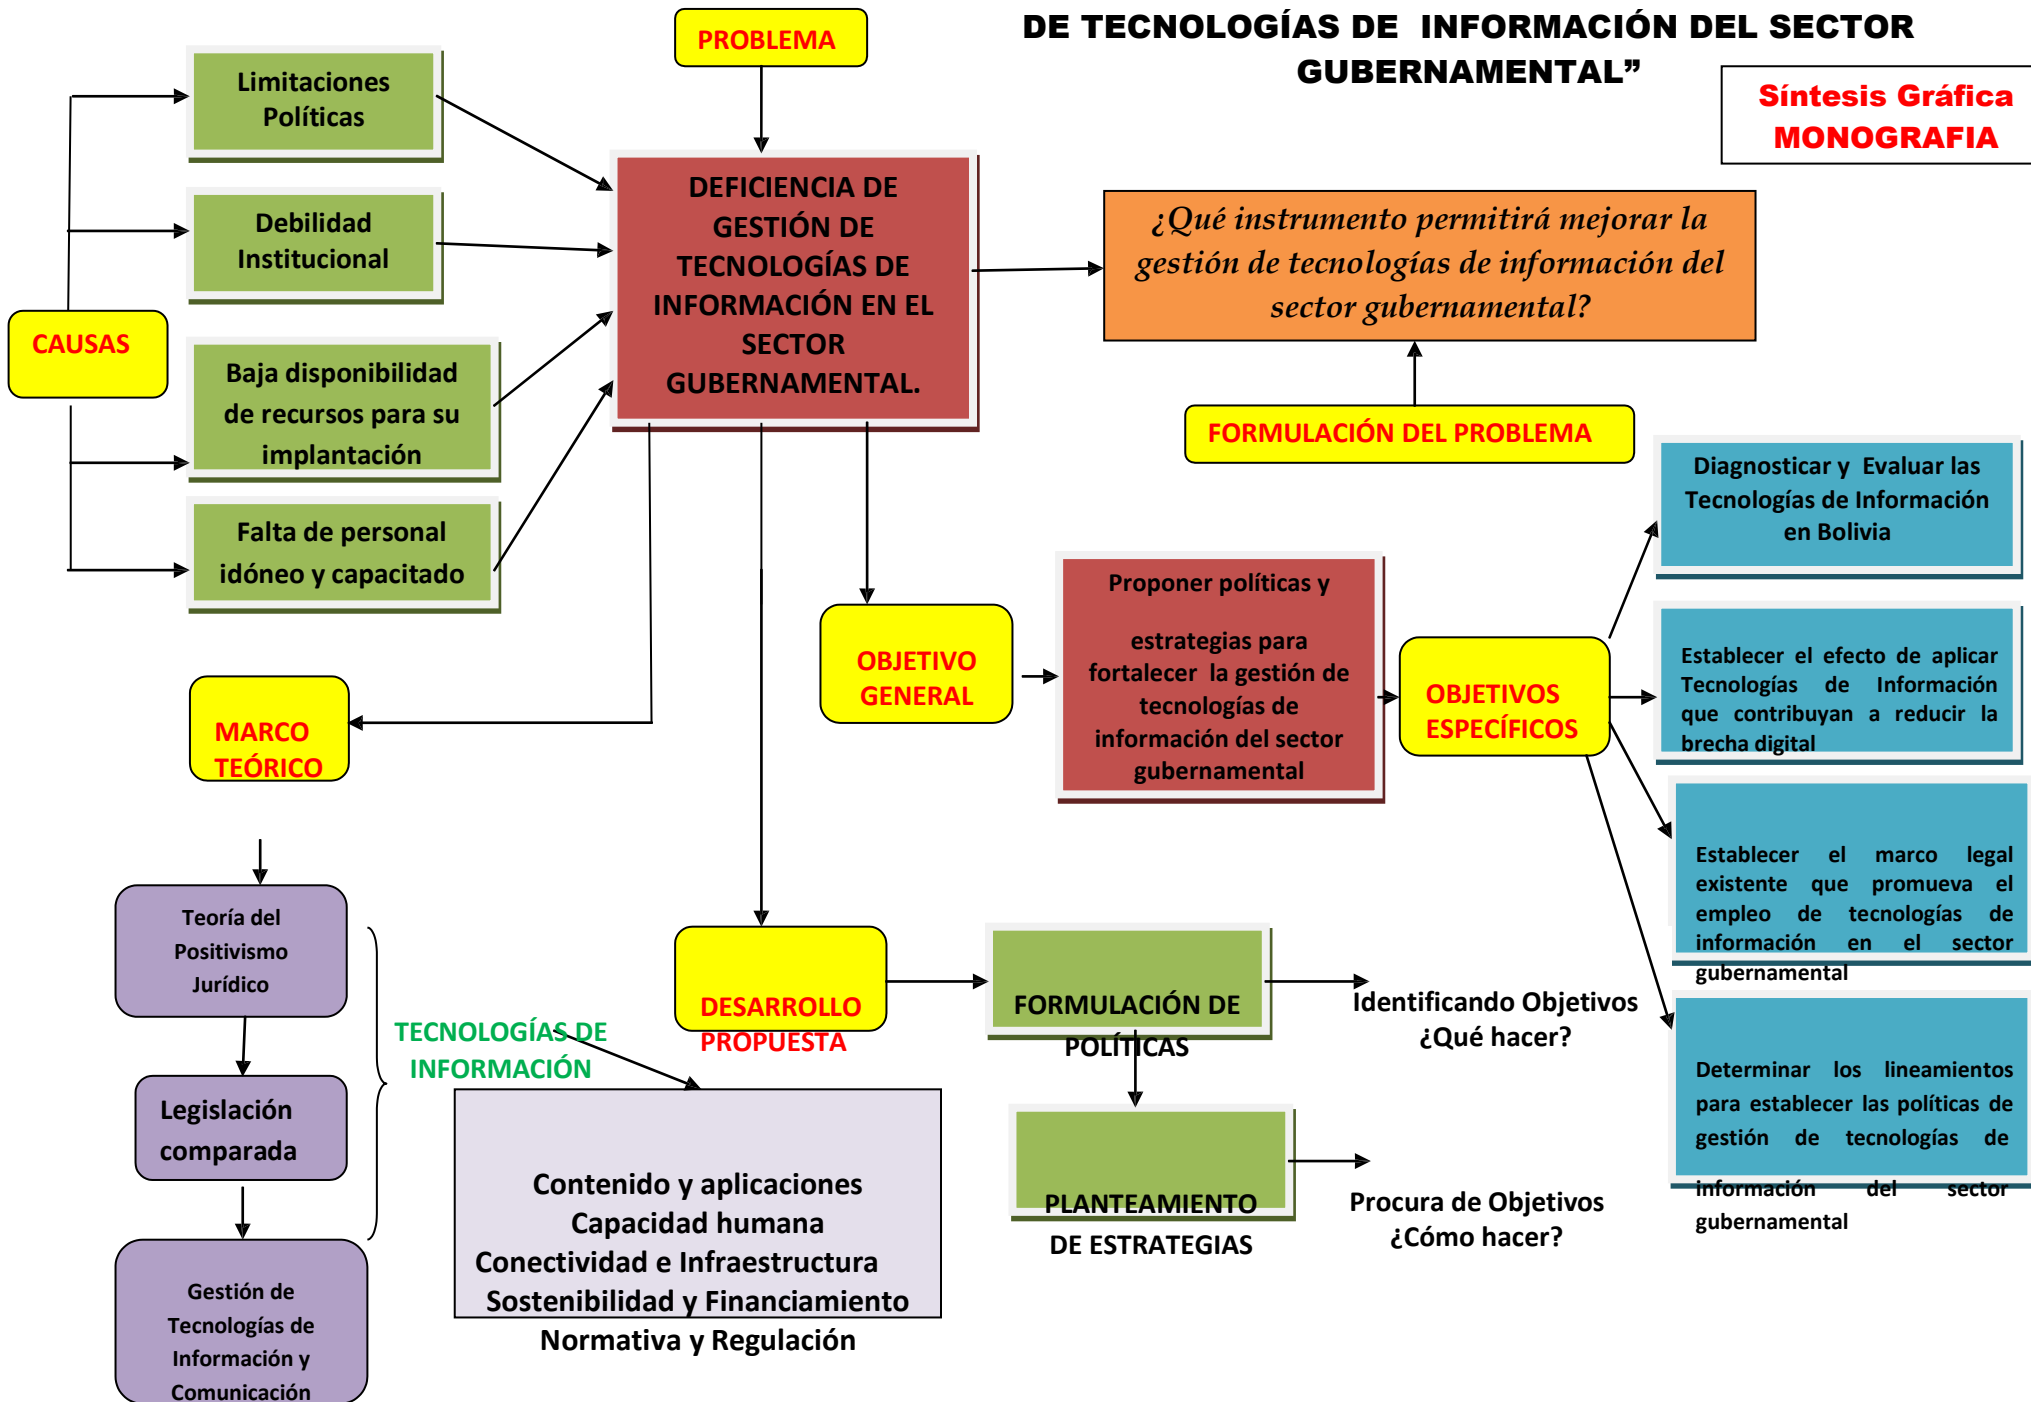 DE TECNOLOGÍAS DE INFORMACIÓN DEL SECTOR
GUBERNAMENTAL”
Síntesis Gráfica
MONOGRAFIA
PROBLEMA
Limitaciones
Políticas
Debilidad
Institucional
CAUSAS
Baja disponibilidad
de recursos para su
implantación
Falta de personal
idóneo y capacitado
DEFICIENCIA DE
GESTIÓN DE
TECNOLOGÍAS DE
INFORMACIÓN EN EL
SECTOR
GUBERNAMENTAL.
¿Qué instrumento permitirá mejorar la
gestión de tecnologías de información del
sector gubernamental?
FORMULACIÓN DEL PROBLEMA
OBJETIVO
GENERAL
Proponer políticas y
estrategias para
fortalecer la gestión de
tecnologías de
información del sector
gubernamental
OBJETIVOS
ESPECÍFICOS
Diagnosticar y Evaluar las
Tecnologías de Información
en Bolivia
Establecer el efecto de aplicar
Tecnologías de Información
que contribuyan a reducir la
brecha digital
Establecer el marco legal
existente que promueva el
empleo de tecnologías de
información en el sector
gubernamental
Determinar los lineamientos
para establecer las políticas de
gestión de tecnologías de
información del sector
gubernamental
MARCO
TEÓRICO
Teoría del
Positivismo
Jurídico
Legislación
comparada
Gestión de
Tecnologías de
Información y
Comunicación
TECNOLOGÍAS DE
INFORMACIÓN
Contenido y aplicaciones
Capacidad humana
Conectividad e Infraestructura
Sostenibilidad y Financiamiento
Normativa y Regulación
DESARROLLO
PROPUESTA
FORMULACIÓN DE
POLÍTICAS
Identificando Objetivos
¿Qué hacer?
PLANTEAMIENTO
DE ESTRATEGIAS
Procura de Objetivos
¿Cómo hacer?